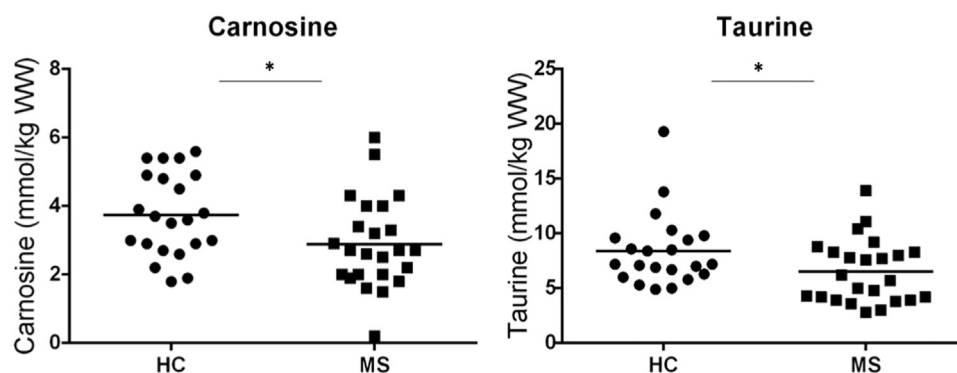 Carnosine
Carnosine (mmol/kg WW)
8
6
4
2
0
*
HC
MS
Taurine
Taurine (mmol/kg WW)
25
20
15
10
5
0
*
HC
MS